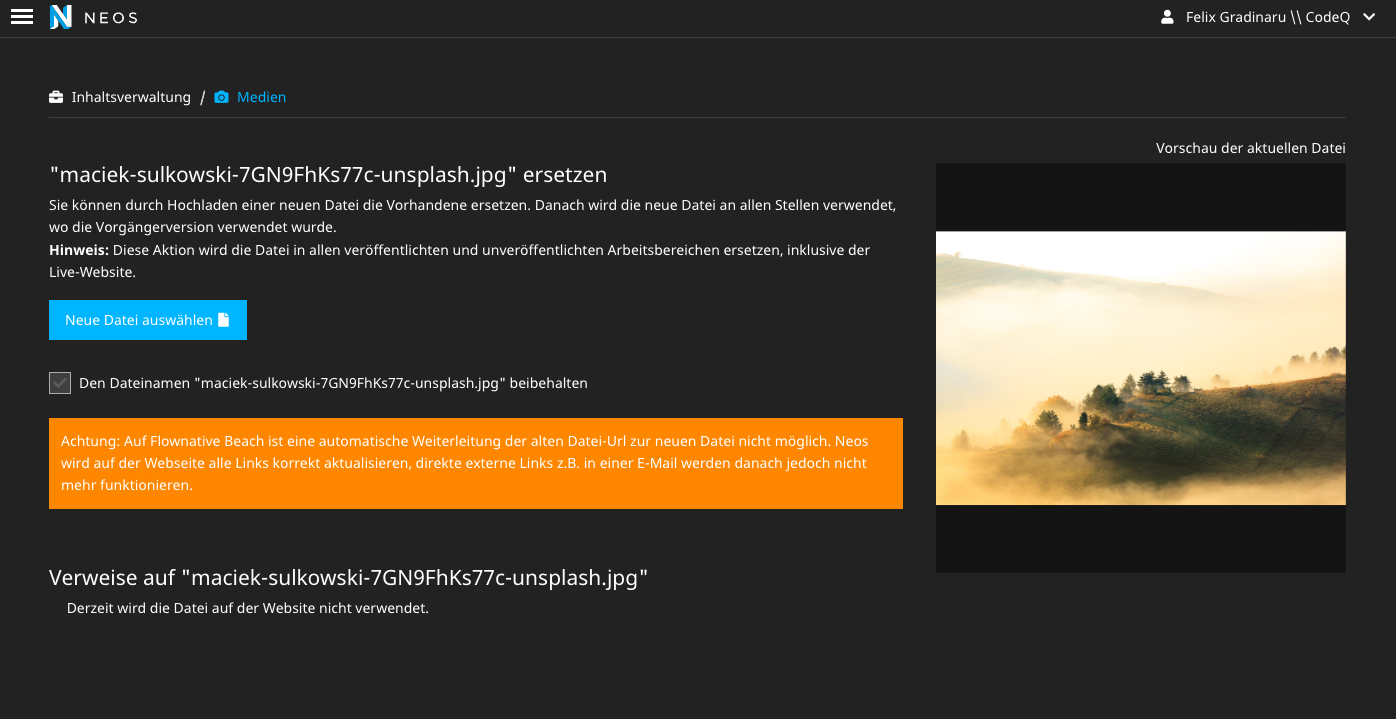 NEOS
Felix Gradinaru \\ CodeQ
Inhaltsverwaltung / Medien
Vorschau der aktuellen Datei
"maciek-sulkowski-7GN9FhKs77c-unsplash.jpg" ersetzen
Sie können durch Hochladen einer neuen Datei die Vorhandene ersetzen. Danach wird die neue Datei an allen Stellen verwendet,
wo die Vorgängerversion verwendet wurde.
Hinweis: Diese Aktion wird die Datei in allen veröffentlichten und unveröffentlichten Arbeitsbereichen ersetzen, inklusive der
Live-Website.
Neue Datei auswählen
Den Dateinamen "maciek-sulkowski-7GN9FhKs77c-unsplash.jpg" beibehalten
Achtung: Auf Flownative Beach ist eine automatische Weiterleitung der alten Datei-Url zur neuen Datei nicht möglich. Neos
wird auf der Webseite alle Links korrekt aktualisieren, direkte externe Links z.B. in einer E-Mail werden danach jedoch nicht
mehr funktionieren.
Verweise auf "maciek-sulkowski-7GN9FhKs77c-unsplash.jpg"
Derzeit wird die Datei auf der Website nicht verwendet.